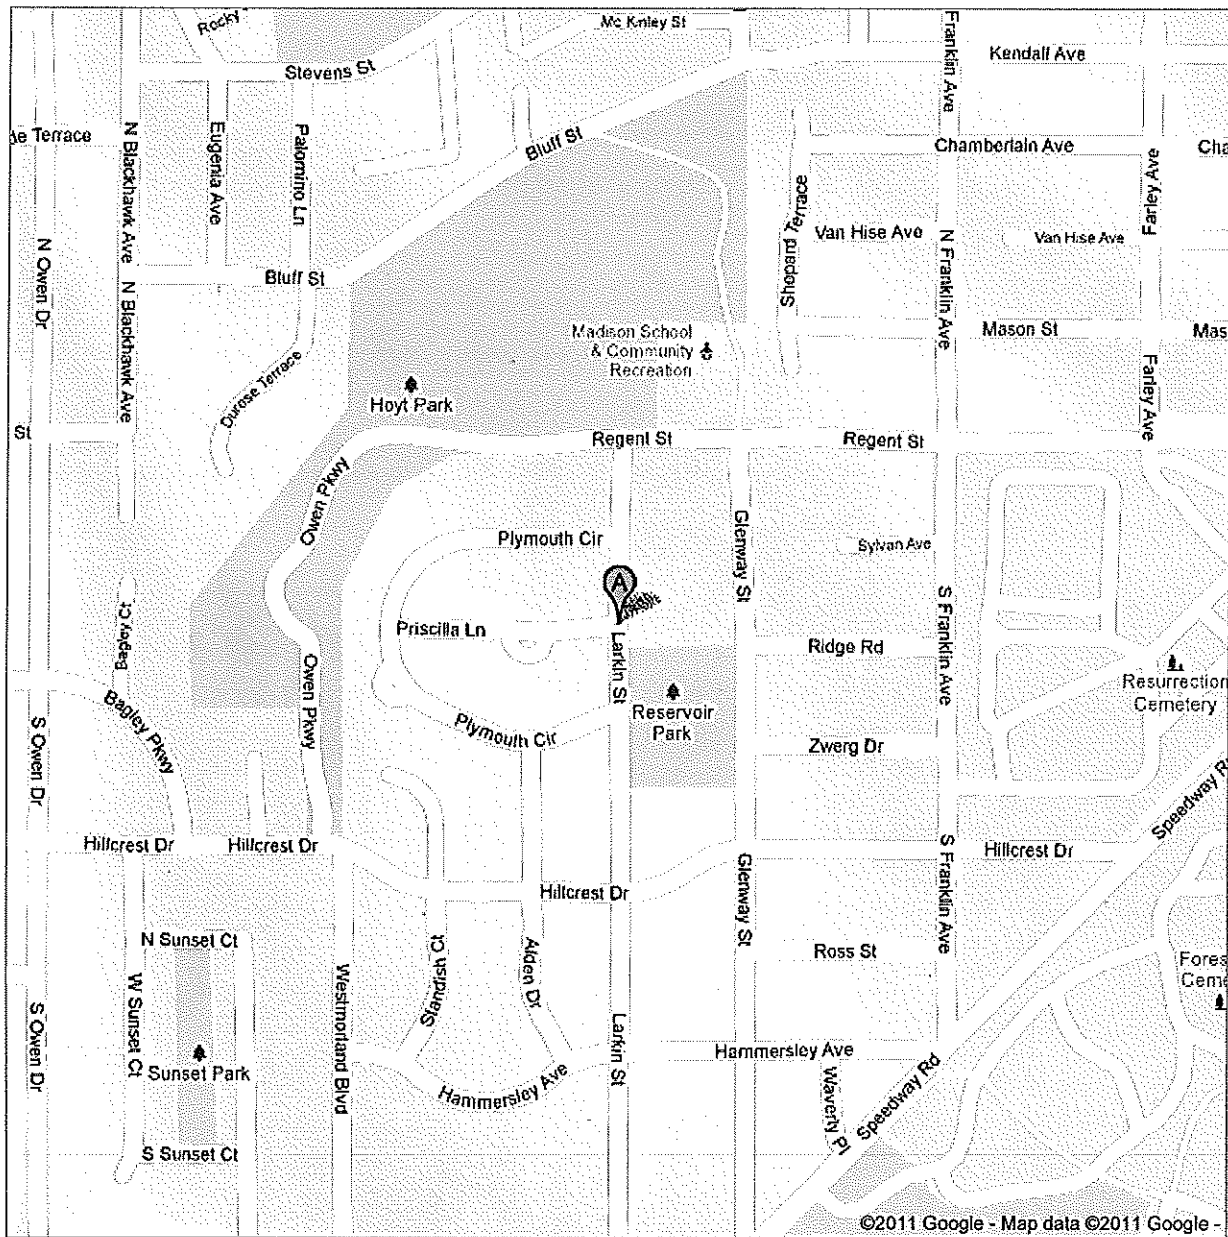 Rocky
Mc Kinley St
Franklin Ave
Kendall Ave
Stevens St
Terrace
N Blackhawk Ave
Eugenia Ave
Palomino Ln
Bluff St
Chamberlain Ave
Cha
Farley Ave
N Owen Dr
Shepard Terrace
Van Hise Ave
N Franklin Ave
Van Hise Ave
Bluff St
N Blackhawk Ave
Madison School
& Community
Recreation
Mason St
Mas
Durose Terrace
Hoyt Park
Farley Ave
St
Regent St
Regent St
Owen Pkwy
Plymouth Cir
Glenway St
Sylvan Ave
A
Bagley Ct
Priscilla Ln
Larkin St
S Franklin Ave
Ridge Rd
Owen Pkwy
Resurrection
Cemetery
Reservoir
Park
Bagley Pkwy
S Owen Dr
Plymouth Cir
Zwerg Dr
Speedway Rd
Hillcrest Dr
Hillcrest Dr
Hillcrest Dr
Hillcrest Dr
Glenway St
S Franklin Ave
N Sunset Ct
Ross St
Fores
Ceme
W Sunset Ct
Westmorland Blvd
Standish Ct
Alden Dr
S Owen Dr
Larkin St
Hammersley Ave
Sunset Park
Hammersley Ave
Waverly Pl
Speedway Rd
S Sunset Ct
©2011 Google - Map data ©2011 Google -